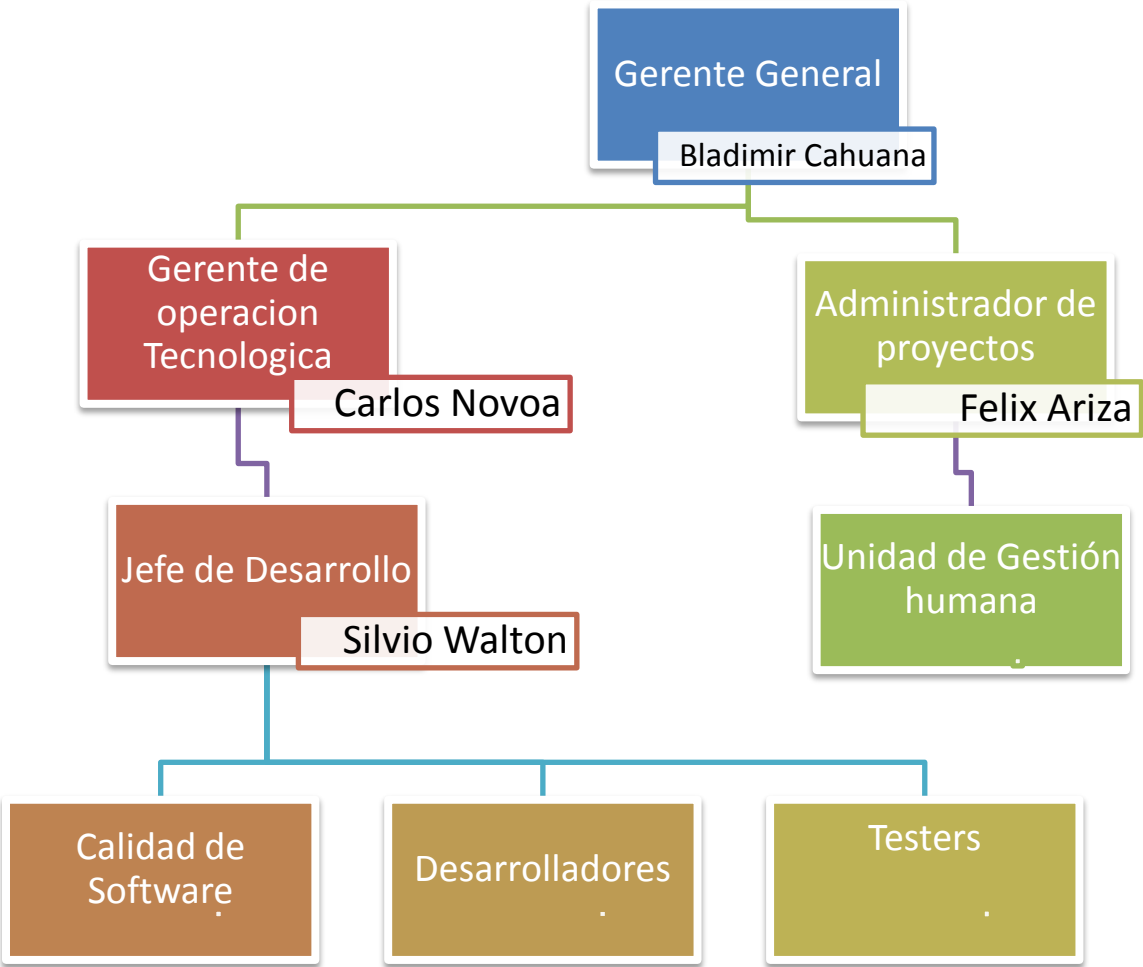 Gerente General
Bladimir Cahuana
Gerente de
operacion
Tecnologica
Carlos Novoa
Administrador de
proyectos
Felix Ariza
Jefe de Desarrollo
Silvio Walton
Unidad de Gestión
humana
.
Calidad de
Software
.
Desarrolladores
.
Testers
.